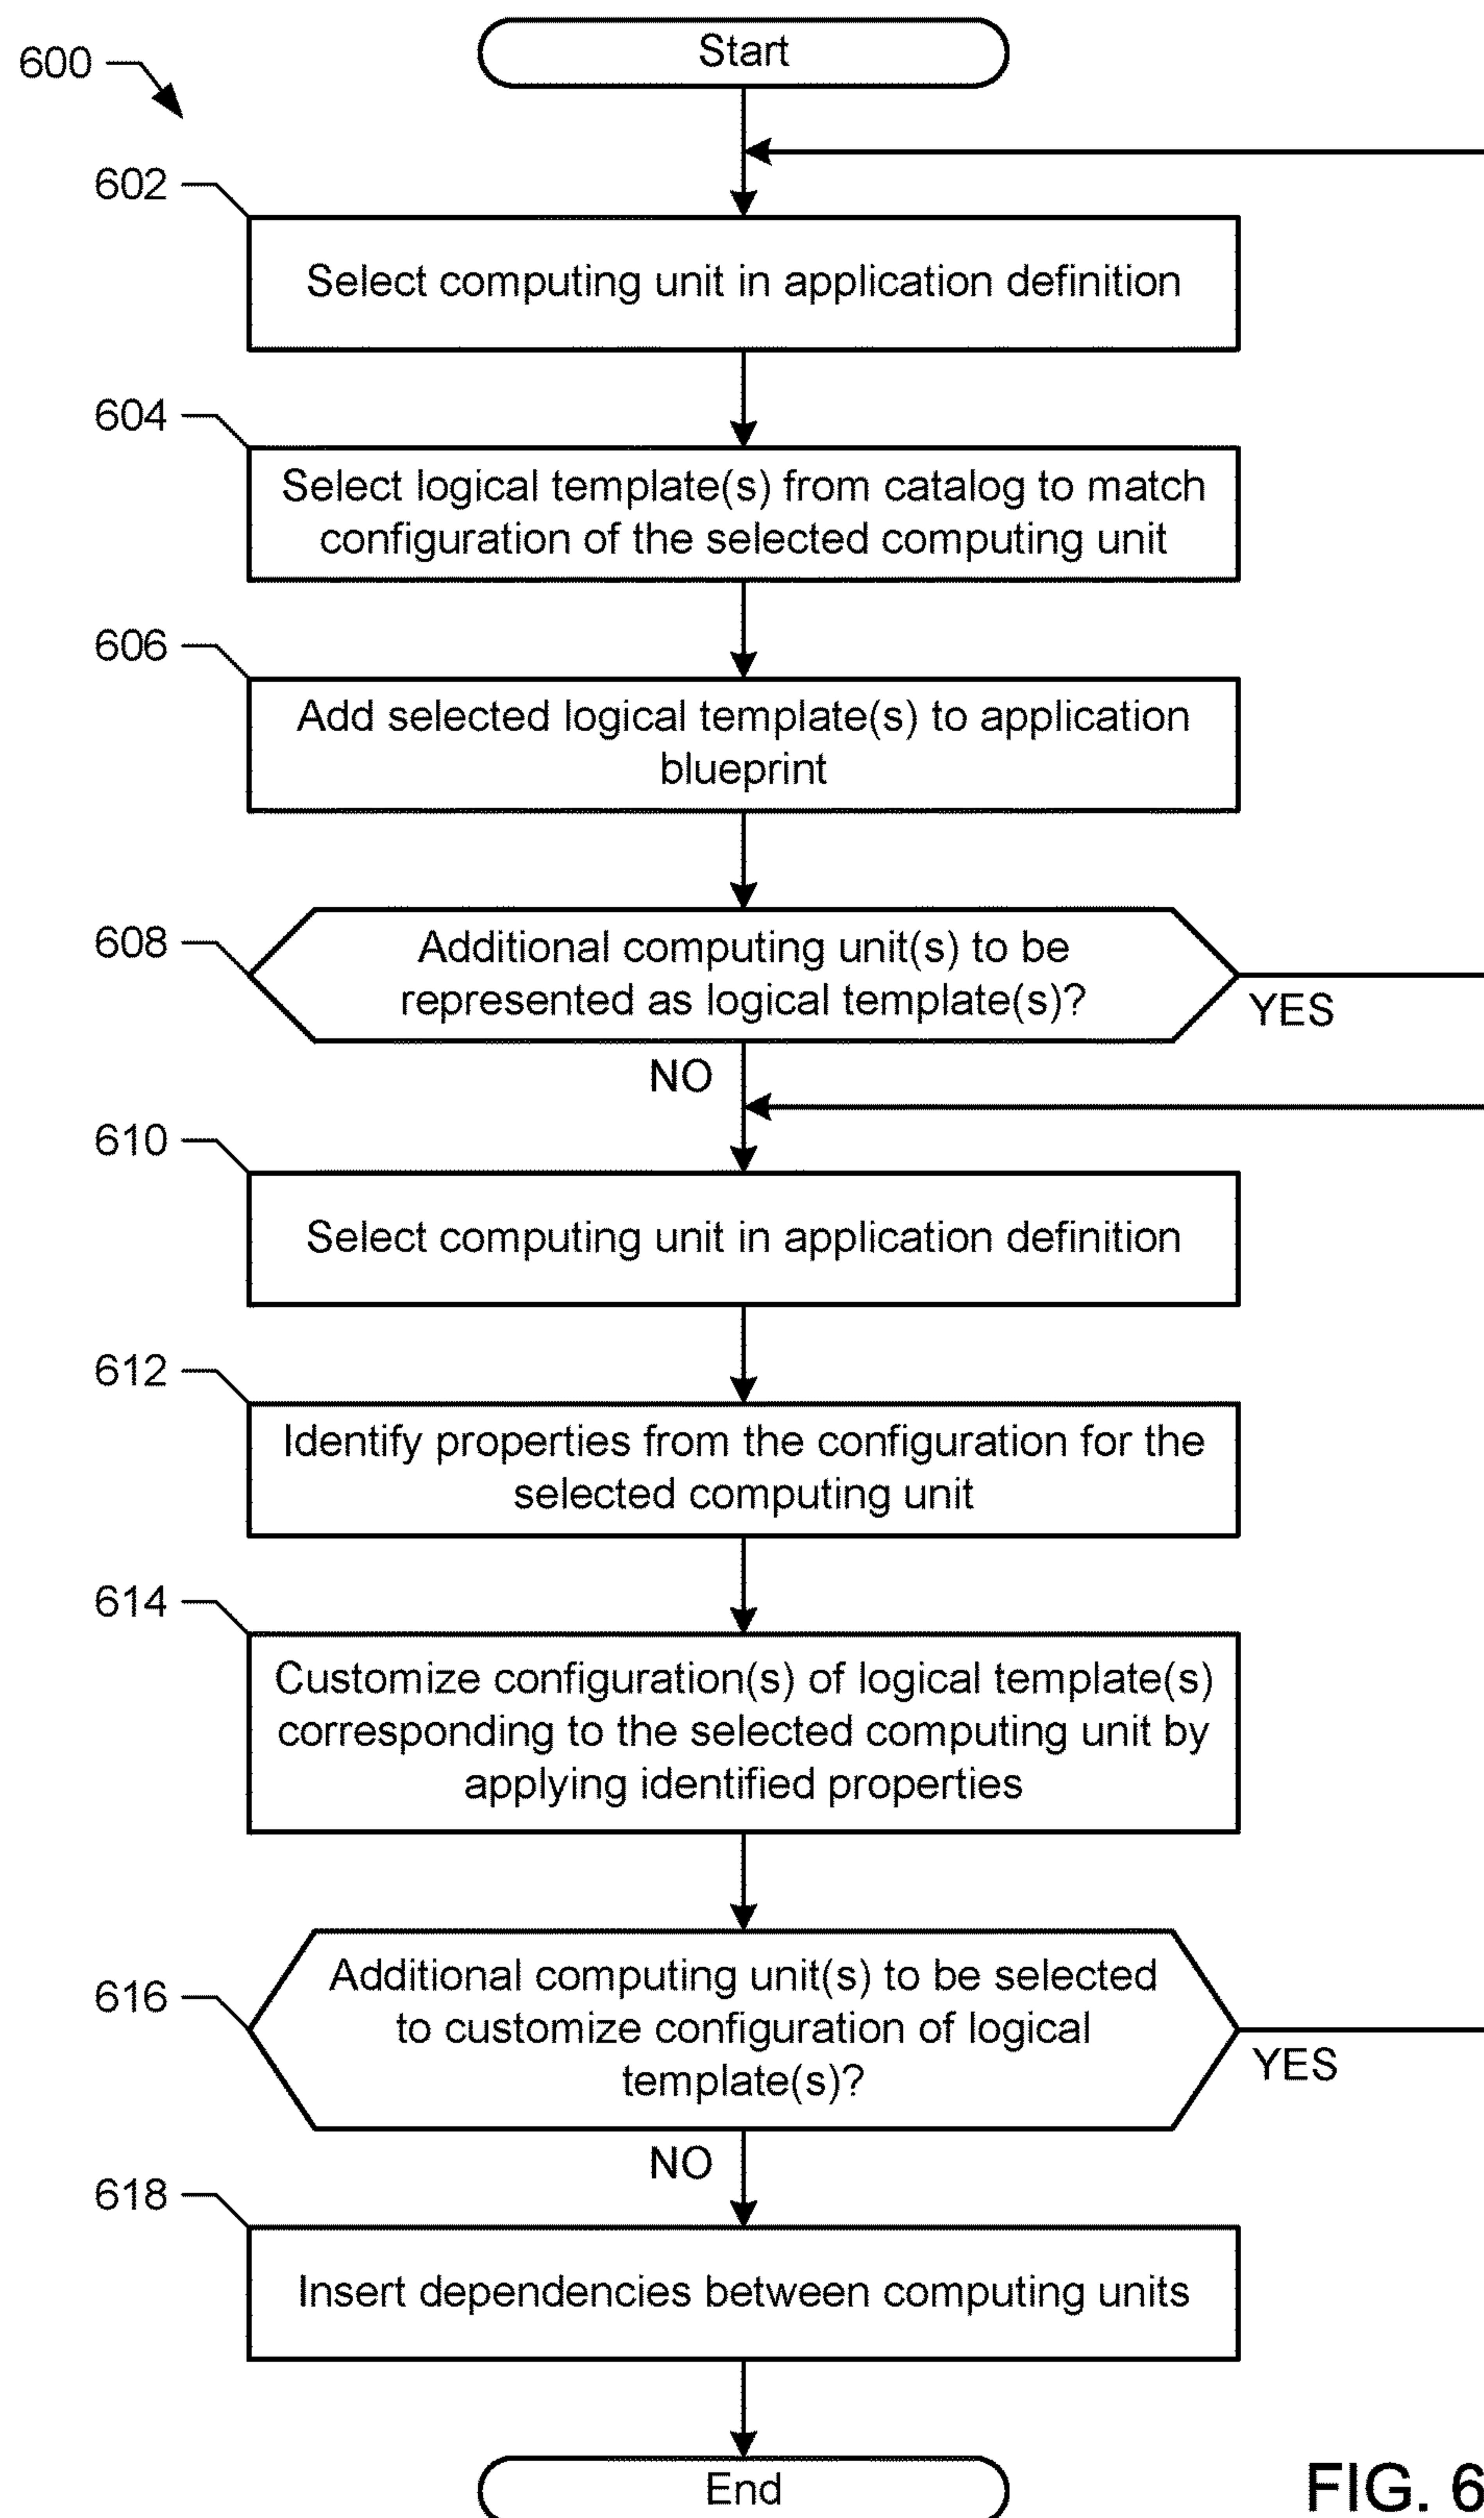 Start
600
602
Select computing unit in application definition
604
Select logical template(s) from catalog to match
configuration of the selected computing unit
606
Add selected logical template(s) to application
blueprint
608
Additional computing unit(s) to be
represented as logical template(s)?
YES
NO
610
Select computing unit in application definition
612
Identify properties from the configuration for the
selected computing unit
614
Customize configuration(s) of logical template(s)
corresponding to the selected computing unit by
applying identified properties
616
Additional computing unit(s) to be selected
to customize configuration of logical
template(s)?
YES
NO
618
Insert dependencies between computing units
End
FIG. 6